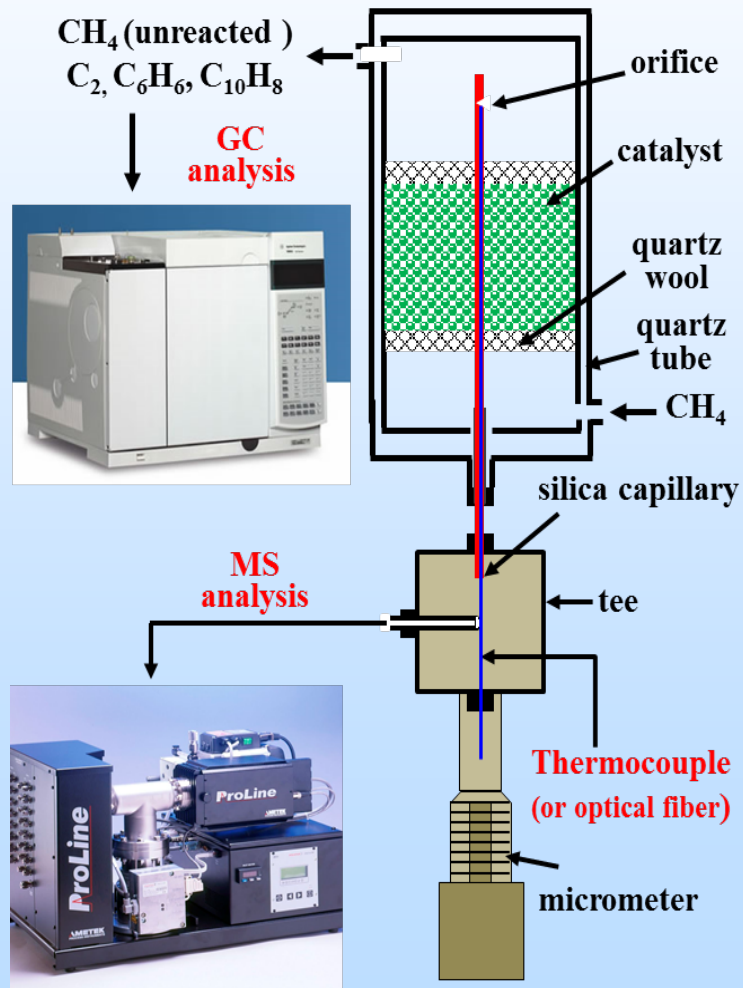 CH₄ (unreacted )
C₂, C₆H₆, C₁₀H₈
GC
analysis
orifice
catalyst
quartz
wool
quartz
tube
CH₄
silica capillary
MS
analysis
tee
Thermocouple
(or optical fiber)
micrometer
ProLine
ProLine
AMETEK
AMETEK